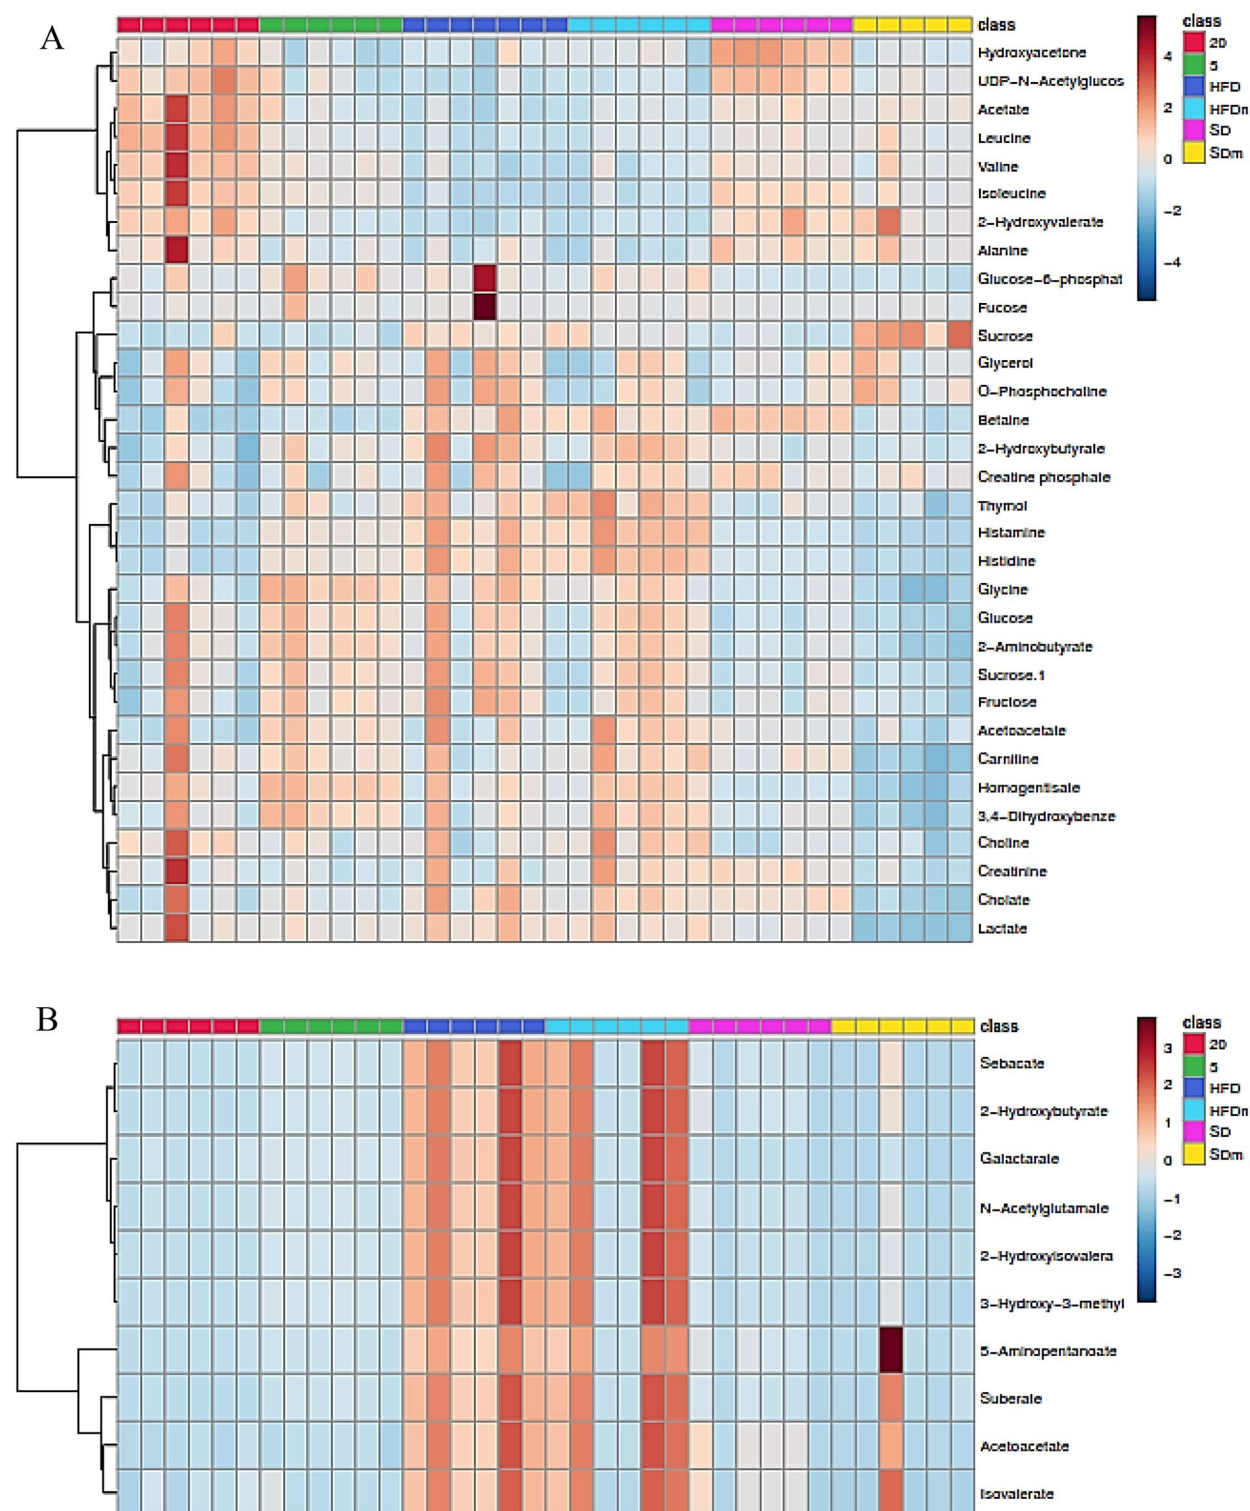 A
class
Hydroxyacetone
UDP-N-Acetylglucos
Acetate
Leucine
Valine
Isoleucine
2-Hydroxyvalerate
Alanine
Glucose-6-phosphat
Fucose
Sucrose
Glycerol
O-Phosphocholine
Betaine
2-Hydroxybutyrate
Creatine phosphate
Thymol
Histamine
Histidine
Glycine
Glucose
2-Aminobutyrate
Sucrose.1
Fructose
Acetoacetate
Carnitine
Homogentisate
3,4-Dihydroxybenze
Choline
Creatinine
Cholate
Lactate
4
2
0
-2
-4
class
20
5
HFD
HFDn
SD
SDm
B
class
Sebacate
2-Hydroxybutyrate
Galactarate
N-Acetylglutamate
2-Hydroxyisovalera
3-Hydroxy-3-methyl
5-Aminopentanoate
Suberate
Acetoacetate
Isovalerate
3
2
1
0
-1
-2
-3
class
20
5
HFD
HFDn
SD
SDm